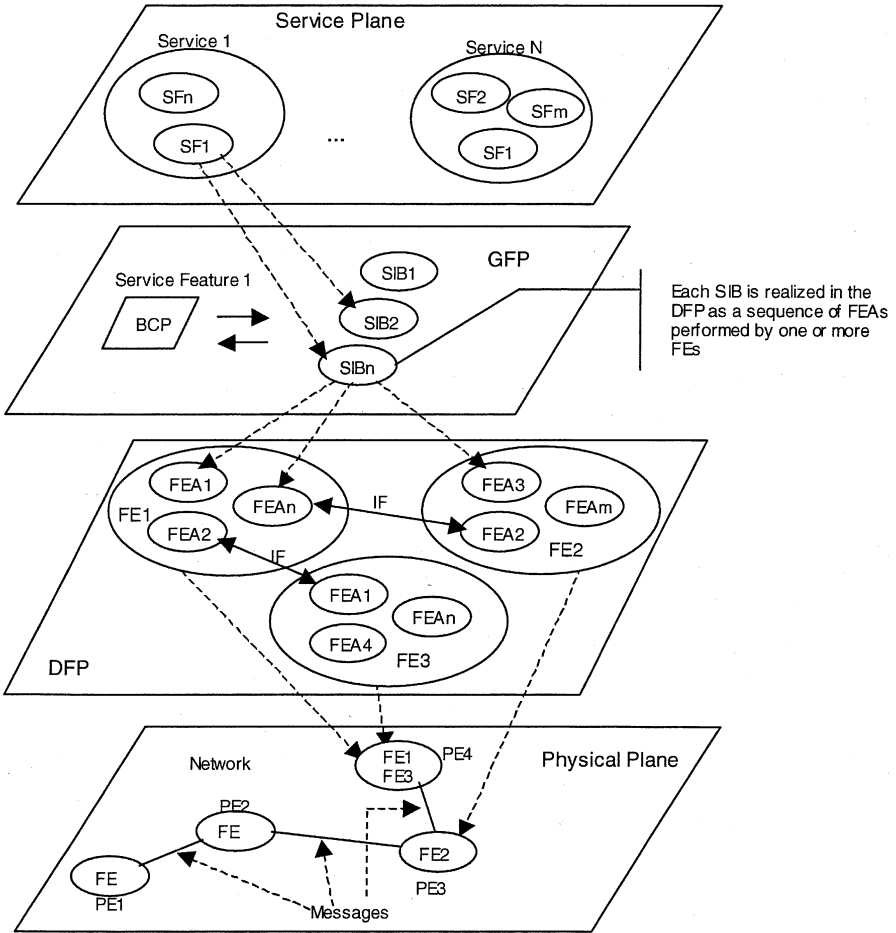 Service Plane
Service 1
Service N
SFn
SF1
...
SF2
SFm
SF1
GFP
Service Feature 1
BCP
SIB1
SIB2
SIBn
Each SIB is realized in the
DFP as a sequence of FEAs
performed by one or more
FEs
FEA1
FEAn
FE1
FEA2
IF
IF
FEA3
FEAm
FEA2
FE2
FEA1
FEAn
FEA4
FE3
DFP
Network
Physical Plane
FE1
FE3
PE4
PE2
FE
FE2
PE3
FE
PE1
Messages